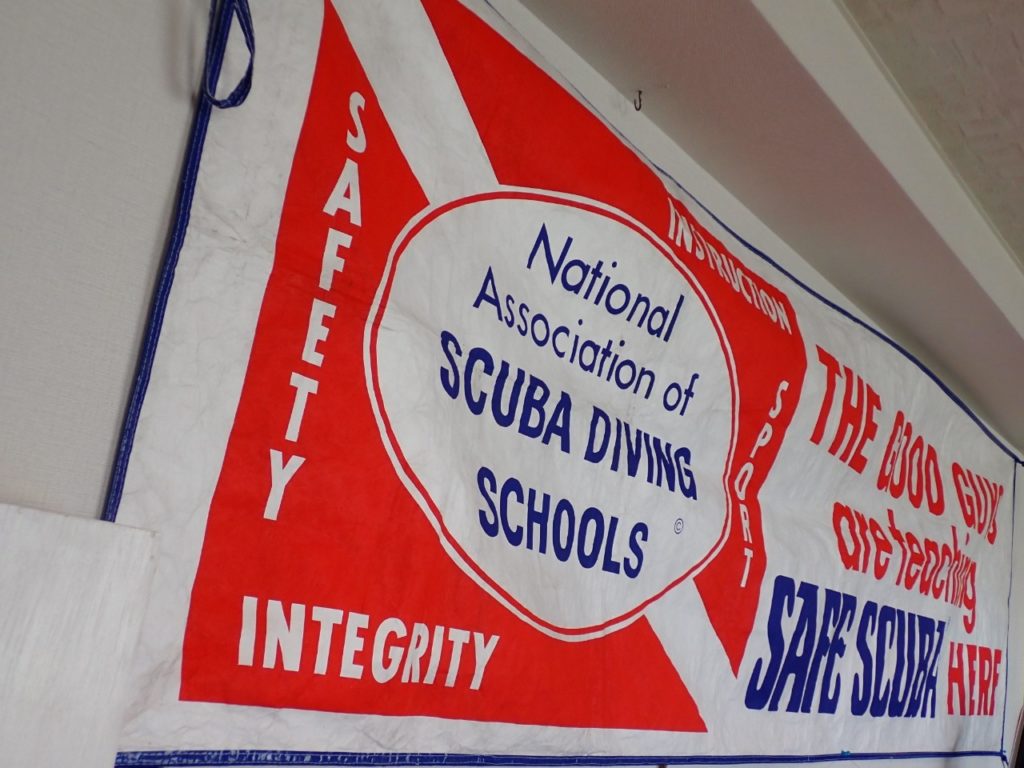 SAFETY
INSTRUCTION
National
Association of
SCUBA DIVING
SCHOOLS ©
SPORT
INTEGRITY
THE GOOD GUYS
are teaching
SAFE SCUBA HERE